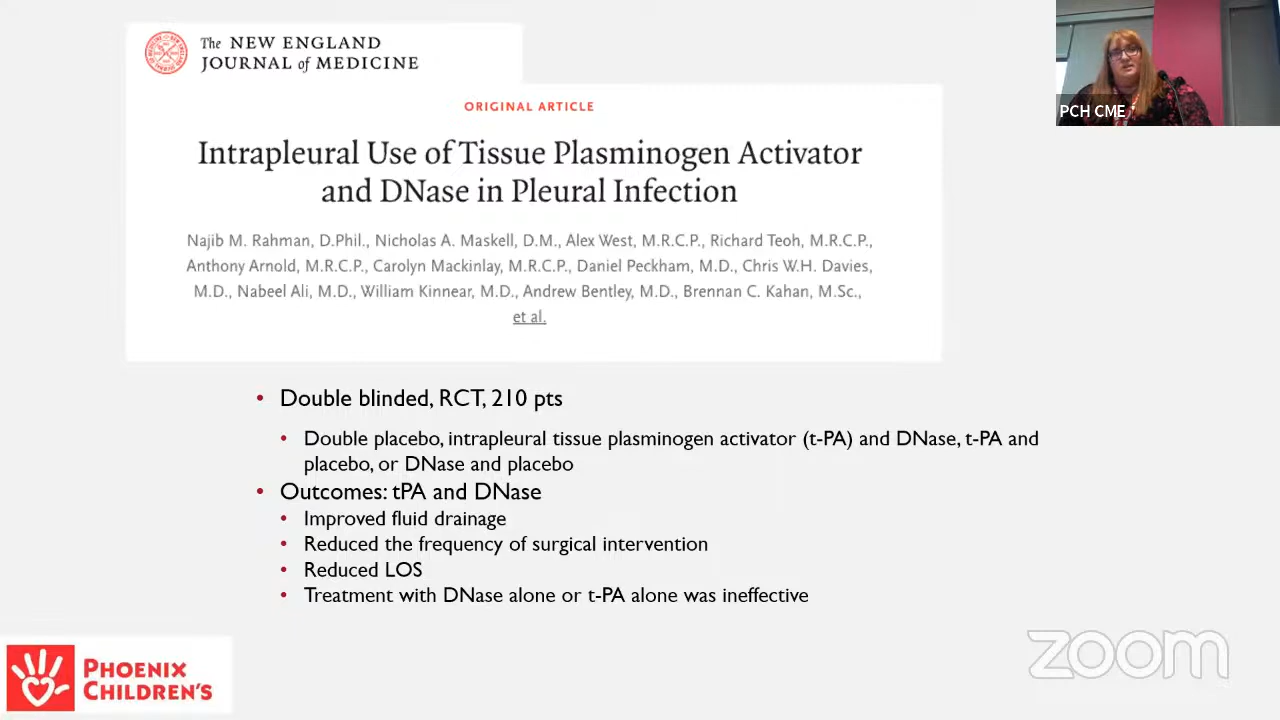 The NEW ENGLAND
JOURNAL of MEDICINE
ORIGINAL ARTICLE
Intrapleural Use of Tissue Plasminogen Activator
and DNase in Pleural Infection
Najib M. Rahman, D.Phil., Nicholas A. Maskell, D.M., Alex West, M.R.C.P., Richard Teoh, M.R.C.P.,
Anthony Arnold, M.R.C.P., Carolyn Mackinlay, M.R.C.P., Daniel Peckham, M.D., Chris W.H. Davies,
M.D., Nabeel Ali, M.D., William Kinnear, M.D., Andrew Bentley, M.D., Brennan C. Kahan, M.Sc.,
et al.
PCH CME
• Double blinded, RCT, 210 pts
• Double placebo, intrapleural tissue plasminogen activator (t-PA) and DNase, t-PA and
placebo, or DNase and placebo
• Outcomes: tPA and DNase
• Improved fluid drainage
• Reduced the frequency of surgical intervention
• Reduced LOS
• Treatment with DNase alone or t-PA alone was ineffective
PHOENIX
CHILDREN'S
zoom